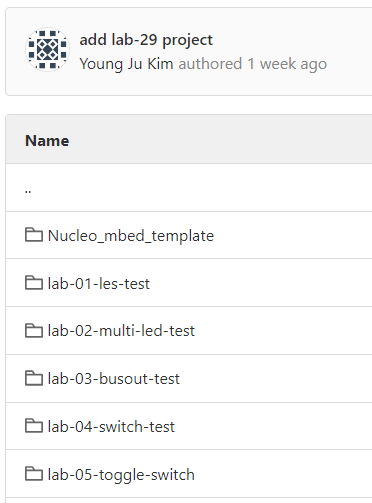 add lab-29 project
Young Ju Kim authored 1 week ago
Name
..
Nucleo_mbed_template
lab-01-les-test
lab-02-multi-led-test
lab-03-busout-test
lab-04-switch-test
lab-05-toggle-switch